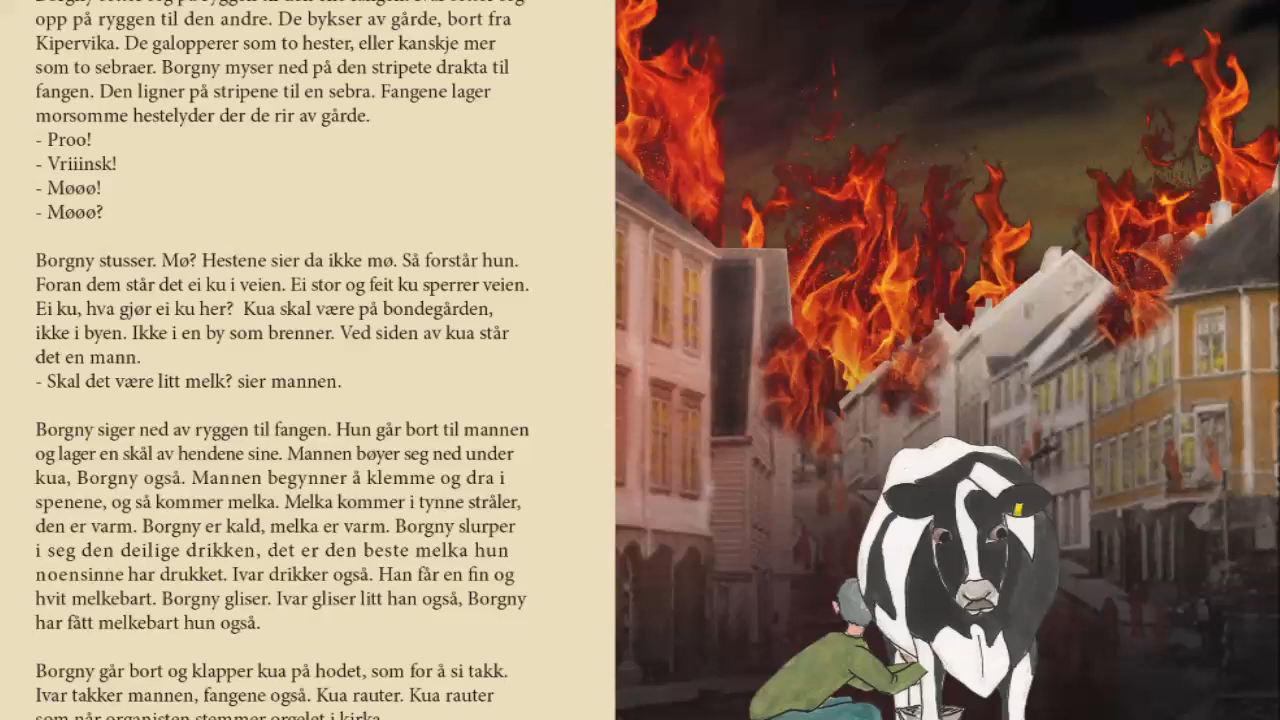 opp på ryggen til den andre. De bykser av gårde, bort fra
Kipervika. De galopperer som to hester, eller kanskje mer
som to sebraer. Borgny myser ned på den stripete drakta til
fangen. Den ligner på stripene til en sebra. Fangene lager
morsomme hestelyder der de rir av gårde.
- Proo!
- Vriiinsk!
- Møøø!
- Møøø?
Borgny stusser. Mø? Hestene sier da ikke mø. Så forstår hun.
Foran dem står det ei ku i veien. Ei stor og feit ku sperrer veien.
Ei ku, hva gjør ei ku her? Kua skal være på bondegården,
ikke i byen. Ikke i en by som brenner. Ved siden av kua står
det en mann.
- Skal det være litt melk? sier mannen.
Borgny siger ned av ryggen til fangen. Hun går bort til mannen
og lager en skål av hendene sine. Mannen bøyer seg ned under
kua, Borgny også. Mannen begynner å klemme og dra i
spenene, og så kommer melka. Melka kommer i tynne stråler,
den er varm. Borgny er kald, melka er varm. Borgny slurper
i seg den deilige drikken, det er den beste melka hun
noensinne har drukket. Ivar drikker også. Han får en fin og
hvit melkebart. Borgny gliser. Ivar gliser litt han også, Borgny
har fått melkebart hun også.
Borgny går bort og klapper kua på hodet, som for å si takk.
Ivar takker mannen, fangene også. Kua rauter. Kua rauter
som når organisten stemmer orgelet i kirka.